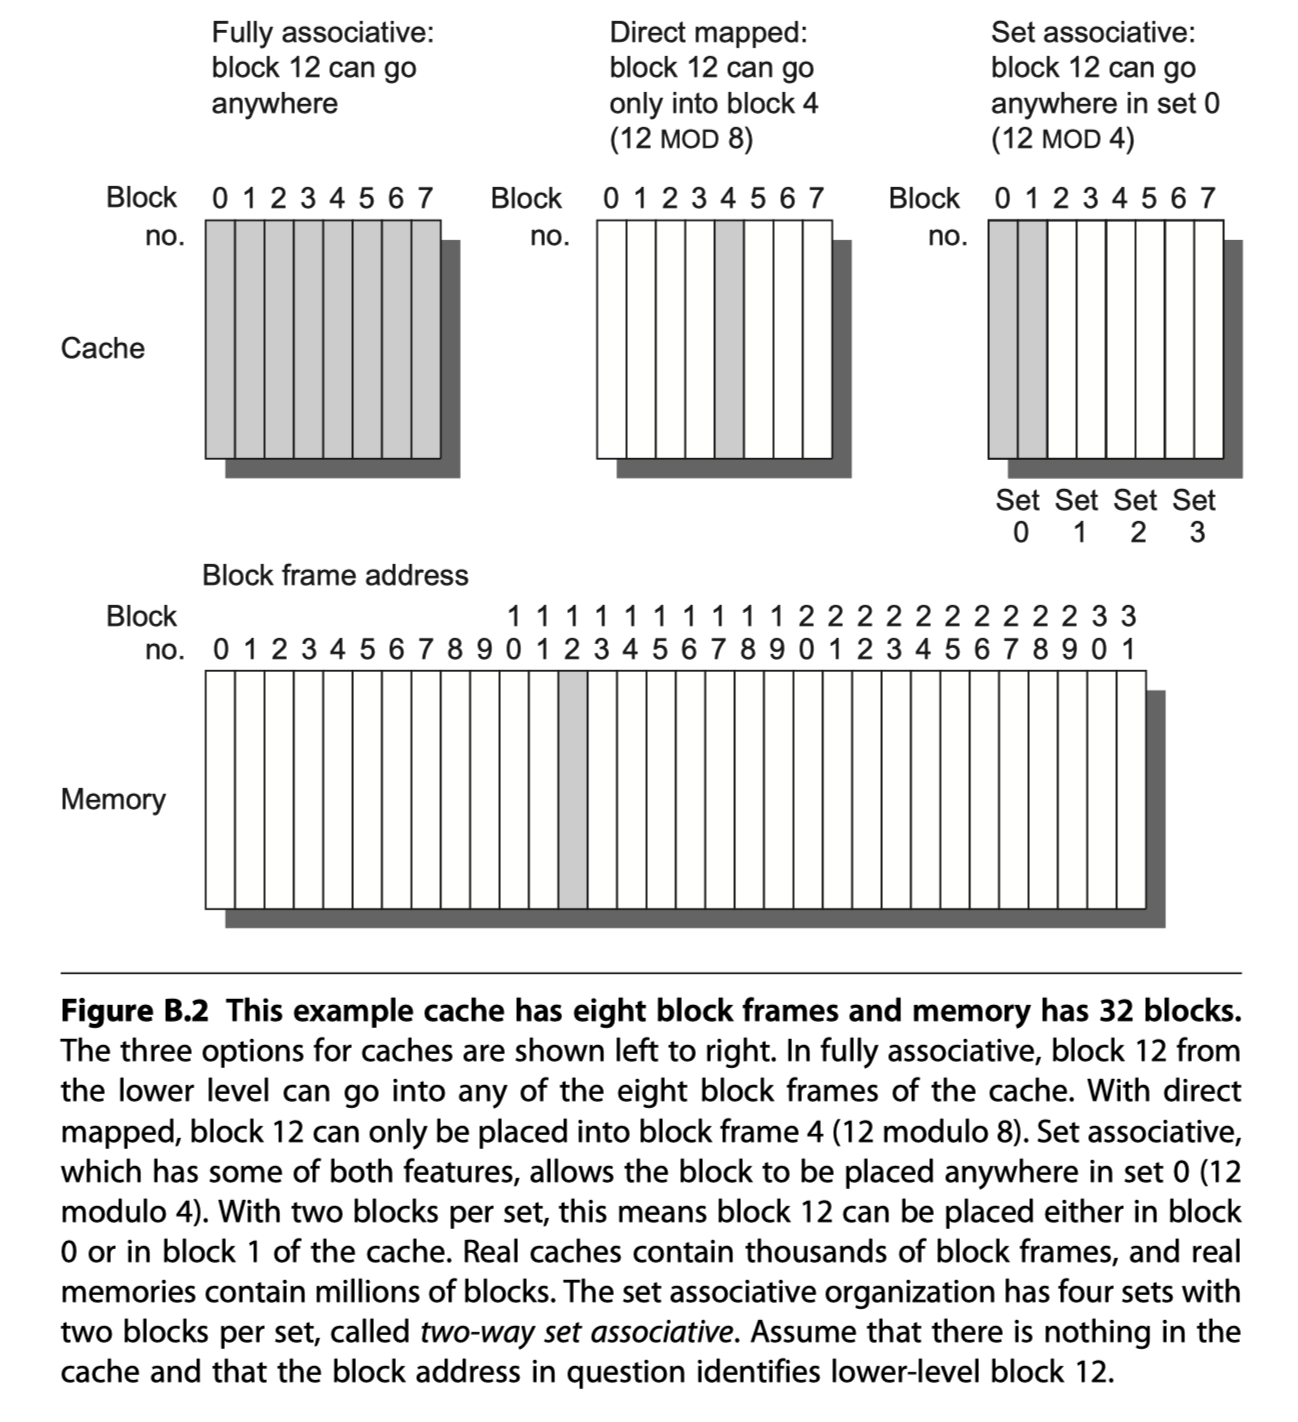 Fully associative:
block 12 can go
anywhere
Direct mapped:
block 12 can go
only into block 4
(12 MOD 8)
Set associative:
block 12 can go
anywhere in set 0
(12 MOD 4)
Block no. 0 1 2 3 4 5 6 7
Block no. 0 1 2 3 4 5 6 7
Block no. 0 1 2 3 4 5 6 7
Cache
Set 0 Set 1 Set 2 Set 3
Block frame address
Block no. 0 1 2 3 4 5 6 7 8 9 10 11 12 13 14 15 16 17 18 19 20 21 22 23 24 25 26 27 28 29 30 31
Memory
Figure B.2 This example cache has eight block frames and memory has 32 blocks.
The three options for caches are shown left to right. In fully associative, block 12 from
the lower level can go into any of the eight block frames of the cache. With direct
mapped, block 12 can only be placed into block frame 4 (12 modulo 8). Set associative,
which has some of both features, allows the block to be placed anywhere in set 0 (12
modulo 4). With two blocks per set, this means block 12 can be placed either in block
0 or in block 1 of the cache. Real caches contain thousands of block frames, and real
memories contain millions of blocks. The set associative organization has four sets with
two blocks per set, called two-way set associative. Assume that there is nothing in the
cache and that the block address in question identifies lower-level block 12.